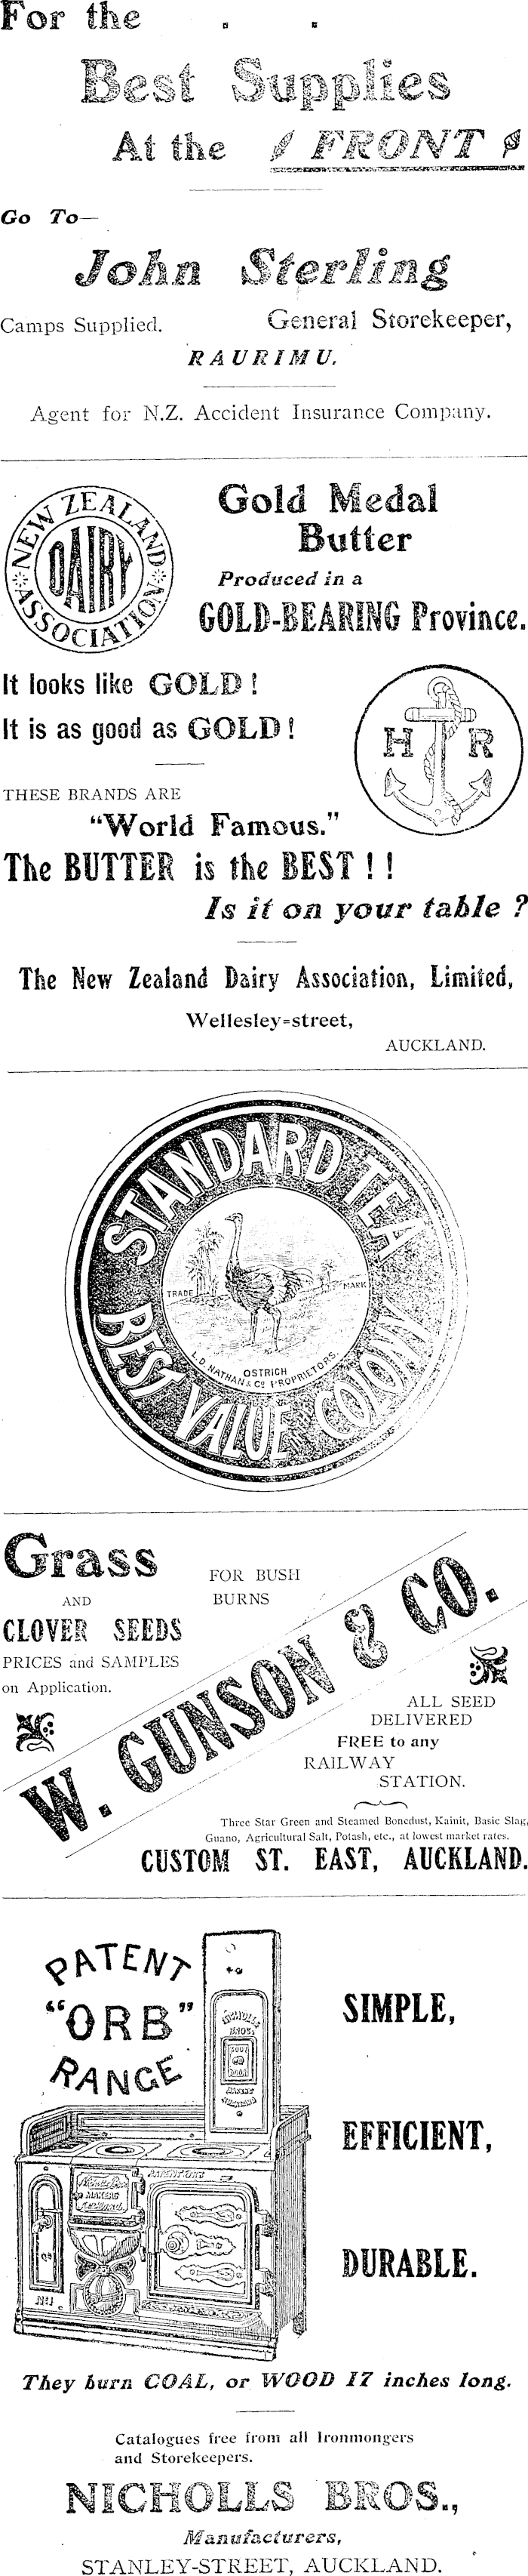 For the . .
Best Supplies
At the FRONT
Go To—
John Sterling
Camps Supplied. General Storekeeper,
RAURIMU.
Agent for N.Z. Accident Insurance Company.
NEW ZEALAND
DAIRY
ASSOCIATION
Gold Medal
Butter
Produced in a
GOLD-BEARING Province.
It looks like GOLD!
It is as good as GOLD!
H R
THESE BRANDS ARE
"World Famous."
The BUTTER is the BEST!!
Is it on your table?
The New Zealand Dairy Association, Limited,
Wellesley=street,
AUCKLAND.
STANDARD TEA
TRADE MARK
OSTRICH
L.D. NATHAN & Co PROPRIETORS
BEST VALUE COLONY
Grass
AND
CLOVER SEEDS
PRICES and SAMPLES
on Application.
FOR BUSH
BURNS
W. GUNSON & CO.
ALL SEED
DELIVERED
FREE to any
RAILWAY
STATION.
Three Star Green and Steamed Bonedust, Kainit, Basic Slag,
Guano, Agricultural Salt, Potash, etc., at lowest market rates.
CUSTOM ST. EAST, AUCKLAND.
PATENT
"ORB"
RANGE
NICHOLLS
BROS.
PATENT ORB
MAKERS
No 1
SIMPLE,
EFFICIENT,
DURABLE.
They burn COAL, or WOOD 17 inches long.
Catalogues free from all Ironmongers
and Storekeepers.
NICHOLLS BROS.,
Manufacturers,
STANLEY-STREET, AUCKLAND.